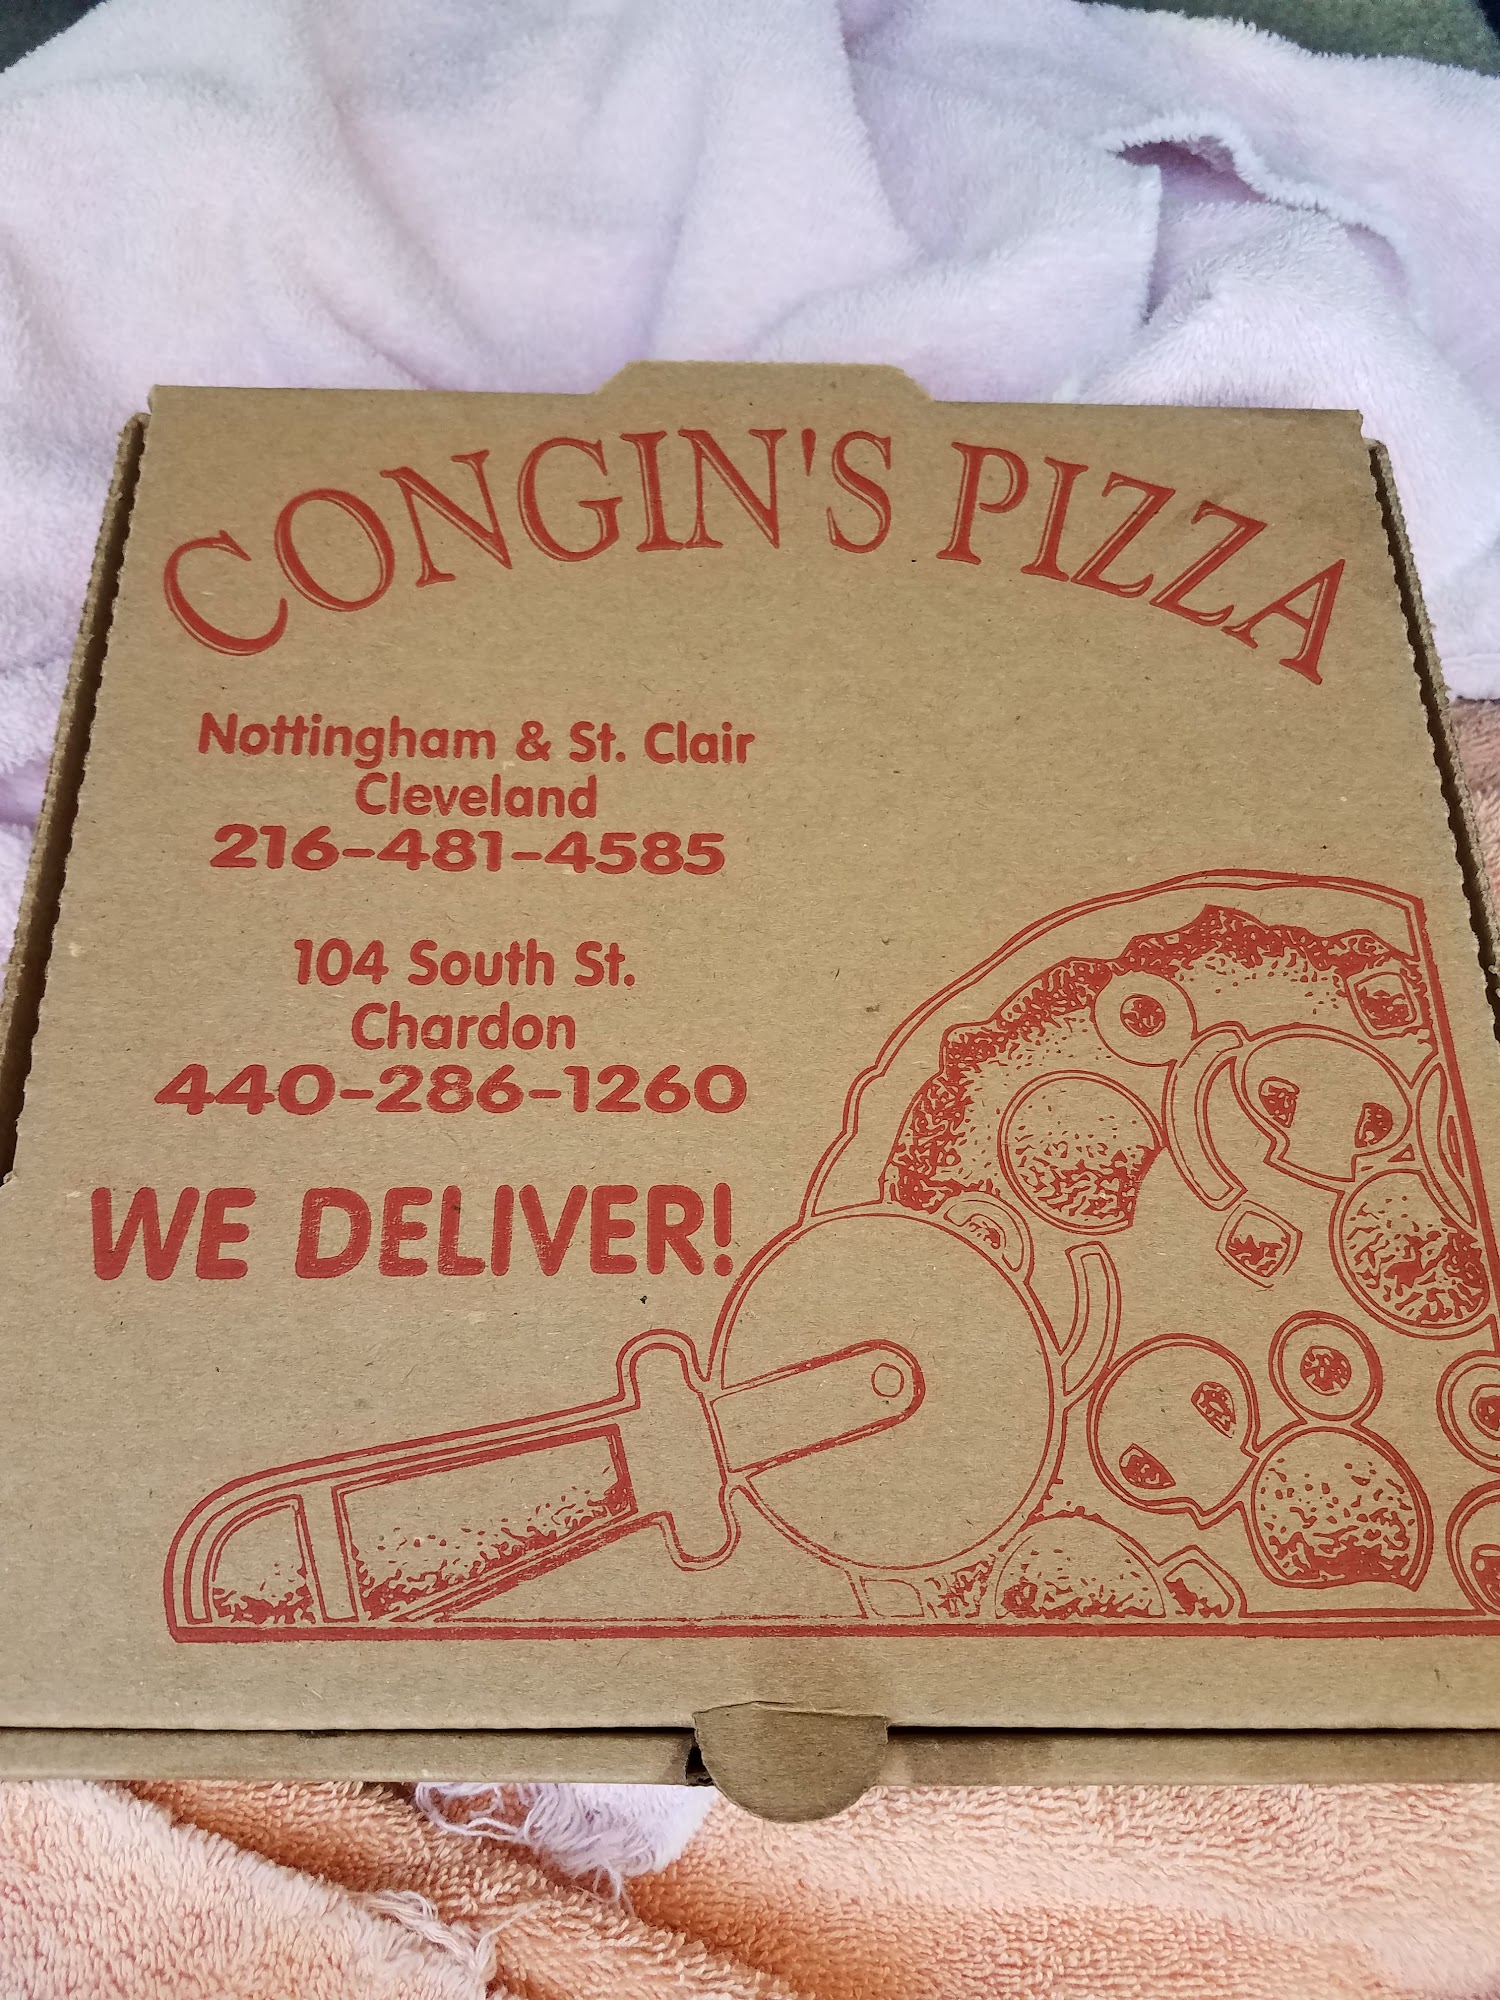 CONGIN'S PIZZA
Nottingham & St. Clair
Cleveland
216-481-4585
104 South St.
Chardon
440-286-1260
WE DELIVER!